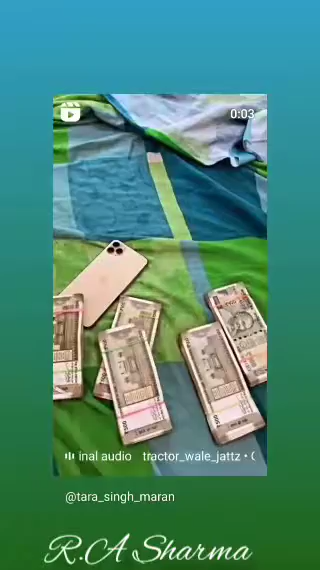 0:03
inal audio tractor_wale_jattz • (
@tara_singh_maran
R.A Sharma